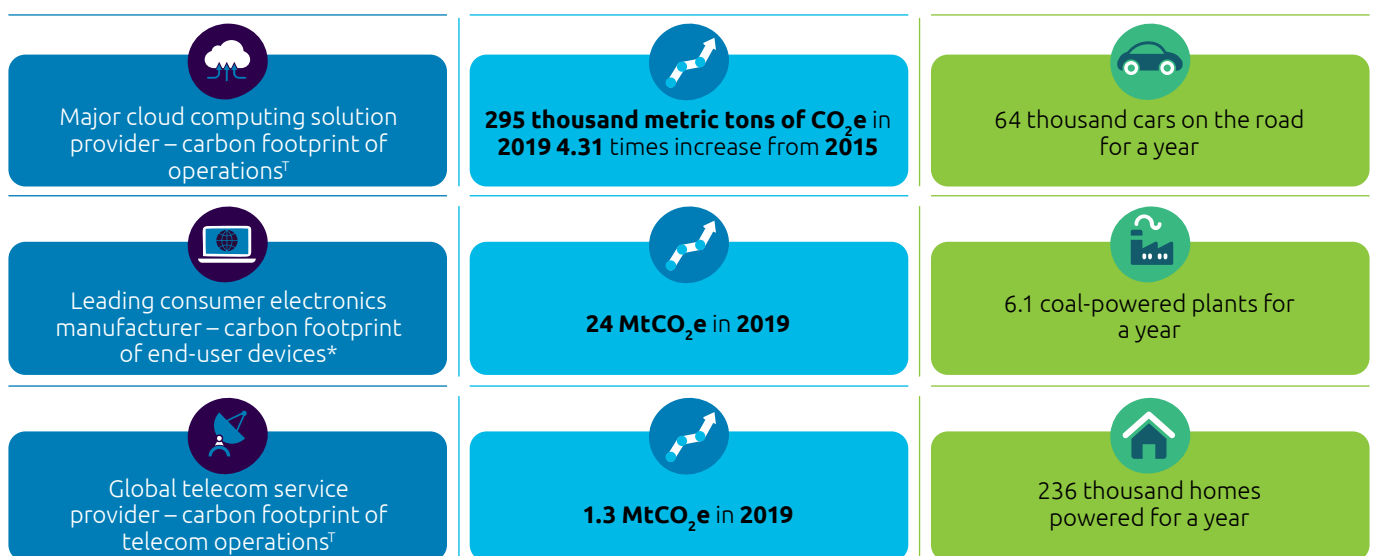 Major cloud computing solution
provider – carbon footprint of
operationsᵀ
295 thousand metric tons of CO₂e in
2019 4.31 times increase from 2015
64 thousand cars on the road
for a year
Leading consumer electronics
manufacturer – carbon footprint
of end-user devices*
24 MtCO₂e in 2019
6.1 coal-powered plants for
a year
Global telecom service
provider – carbon footprint of
telecom operationsᵀ
1.3 MtCO₂e in 2019
236 thousand homes
powered for a year